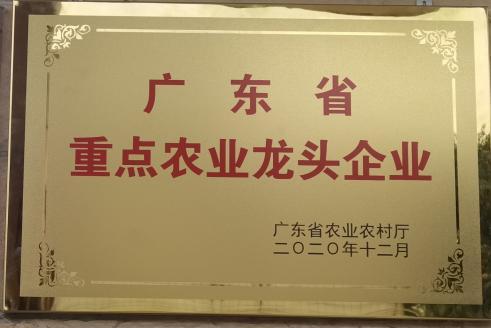 广东省
重点农业龙头企业
广东省农业农村厅
二〇二〇年十二月